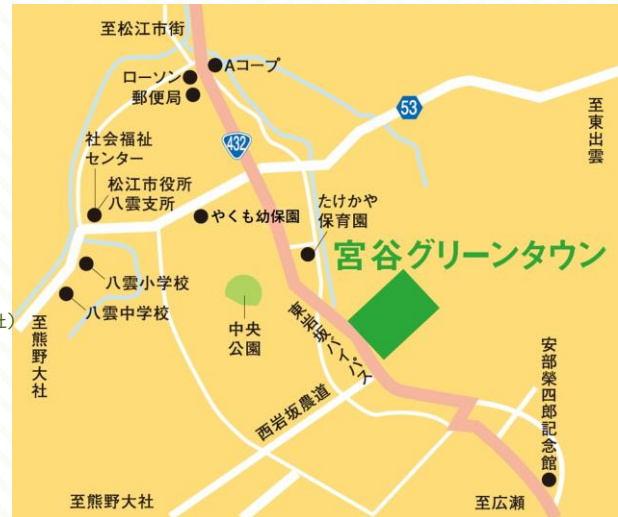 至松江市街
Aコープ
ローソン
郵便局
53
至東出雲
432
社会福祉
センター
松江市役所
八雲支所
やくも幼保園
たけかや
保育園
宮谷グリーンタウン
八雲小学校
八雲中学校
社）
至熊野大社
中央
公園
東岩坂バイパス
西岩坂農道
安部榮四郎記念館
至熊野大社
至広瀬